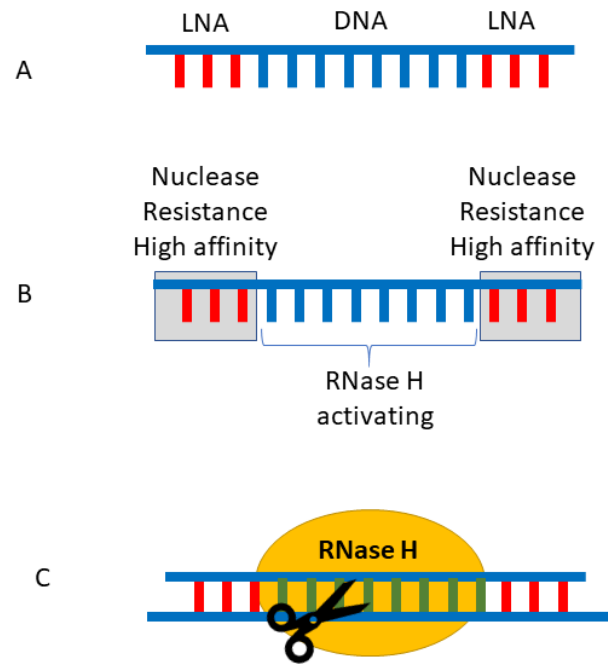 LNA DNA LNA
A
Nuclease Nuclease
Resistance Resistance
High affinity High affinity
B
RNase H
activating
RNase H
C